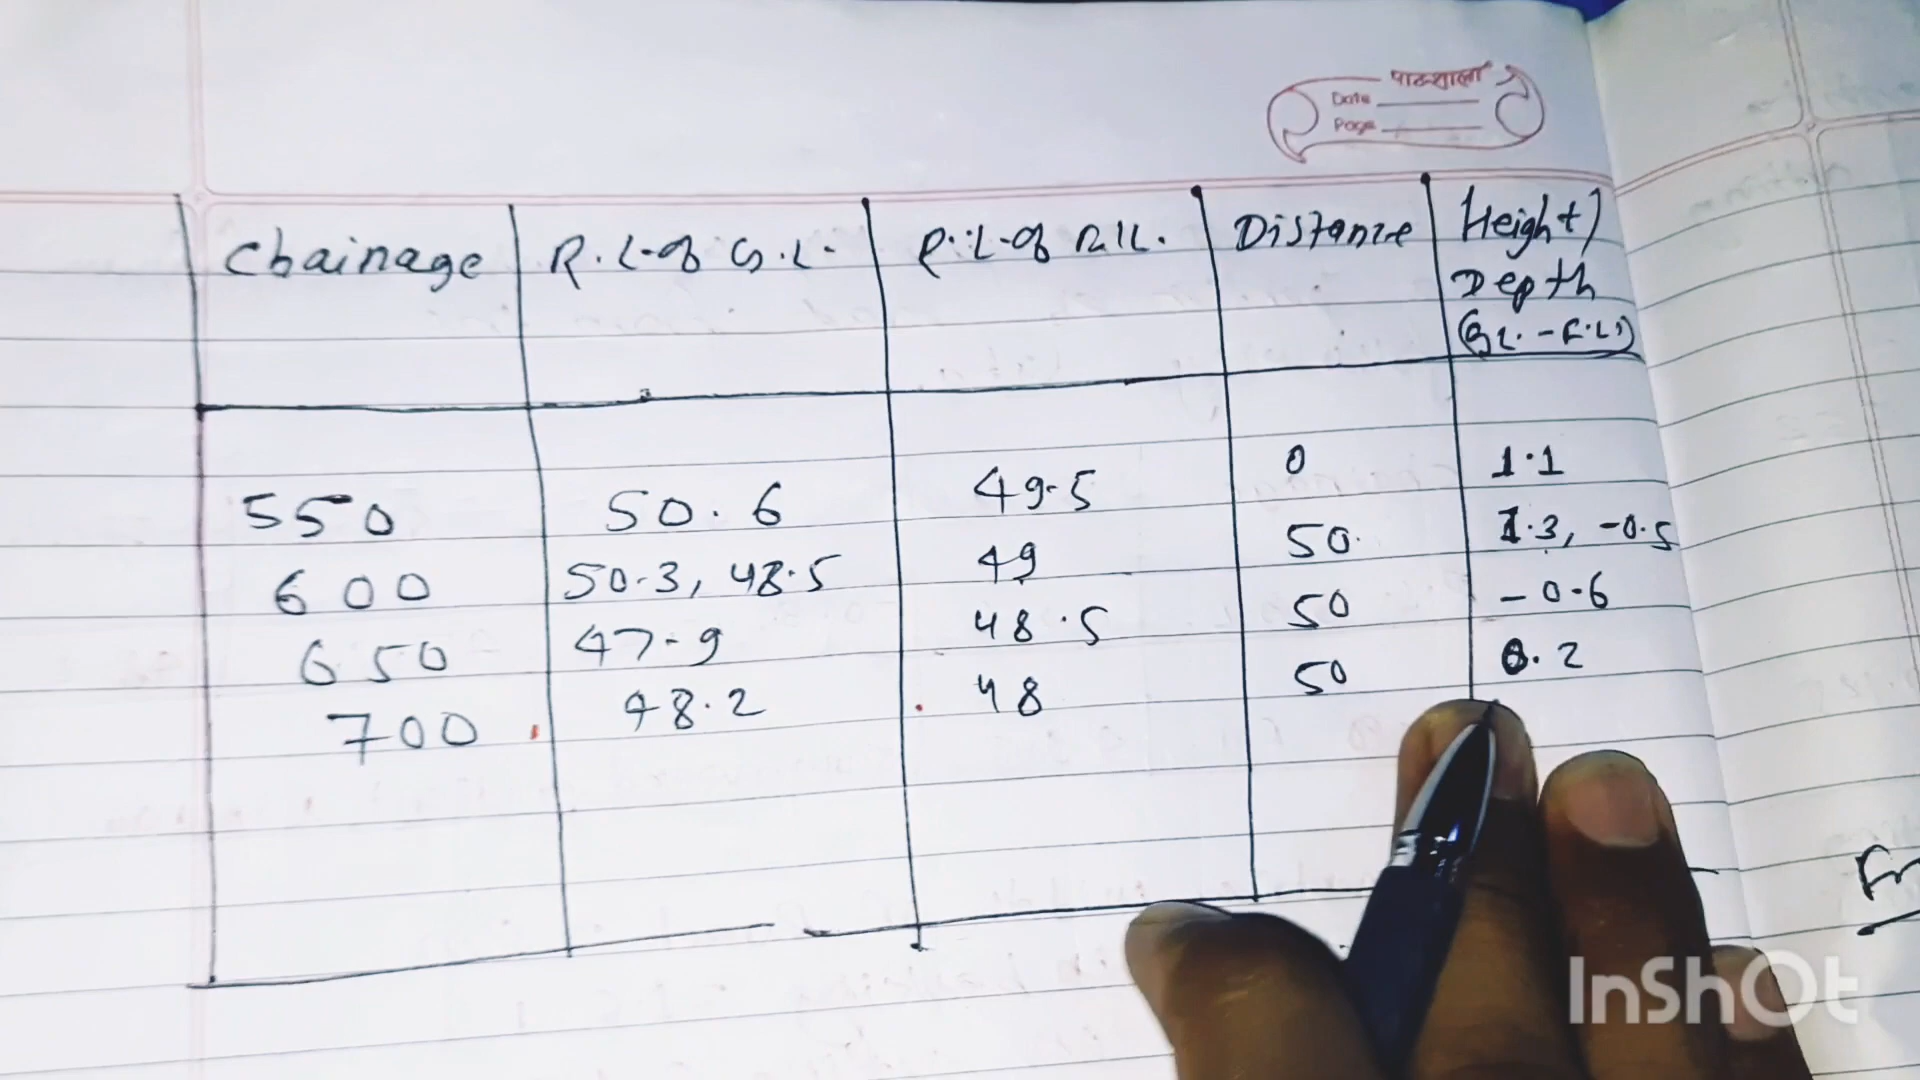 पाठशाला
Date
Page
Chainage R.L. of G.L. R.L. of Distance Height/
Depth
(G.L. - F.L.)
550 50.6 49.5 0 1.1
600 50.3, 48.5 49 50 1.3, -0.5
650 47.9 48.5 50 -0.6
700 48.2 48 50 0.2
InShOt